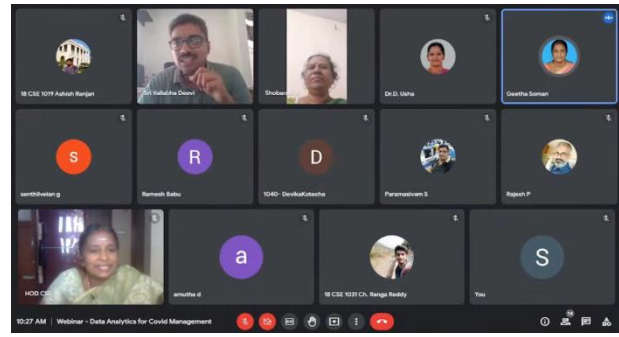 18 CSE 1019 Ashish Ranjan
Sri Vallabha Deevi
Shoban
Dr.D. Usha
Geetha Soman
s
R
D
senthilvelan g
Ramesh Babu
1040- DevikaKotecha
Paramasivam S
Rajesh P
a
S
HOD CSE
amutha d
18 CSE 1031 Ch. Ranga Reddy
You
10:27 AM | Webinar - Data Analytics for Covid Management
14